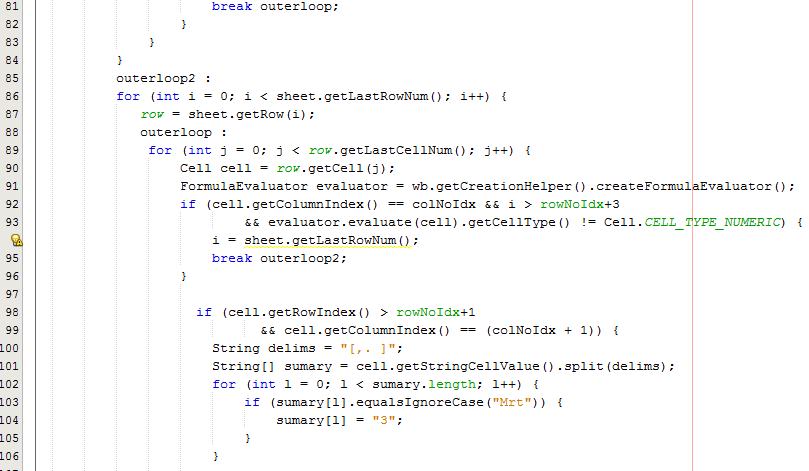 81 break outerloop;
82 }
83 }
84 }
85 outerloop2 :
86 for (int i = 0; i < sheet.getLastRowNum(); i++) {
87 row = sheet.getRow(i);
88 outerloop :
89 for (int j = 0; j < row.getLastCellNum(); j++) {
90 Cell cell = row.getCell(j);
91 FormulaEvaluator evaluator = wb.getCreationHelper().createFormulaEvaluator();
92 if (cell.getColumnIndex() == colNoIdx && i > rowNoIdx+3
93 && evaluator.evaluate(cell).getCellType() != Cell.CELL_TYPE_NUMERIC) {
i = sheet.getLastRowNum();
95 break outerloop2;
96 }
97
98 if (cell.getRowIndex() > rowNoIdx+1
99 && cell.getColumnIndex() == (colNoIdx + 1)) {
100 String delims = "[,. ]";
101 String[] sumary = cell.getStringCellValue().split(delims);
102 for (int l = 0; l < sumary.length; l++) {
103 if (sumary[l].equalsIgnoreCase("Mrt")) {
104 sumary[l] = "3";
105 }
106 }